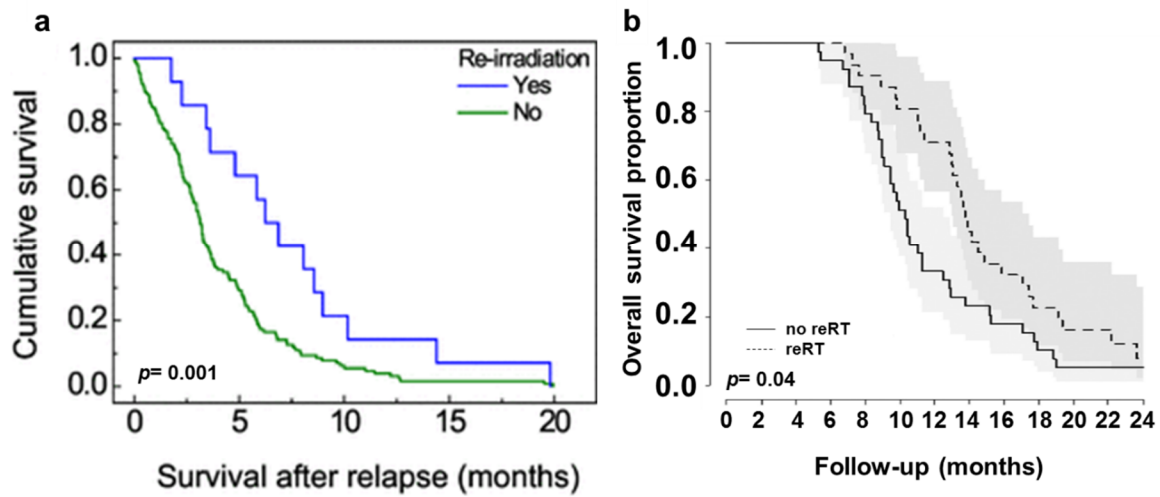 a
1.0
0.8
0.6
0.4
0.2
0.0
Cumulative survival
Re-irradiation
Yes
No
p= 0.001
0 5 10 15 20
Survival after relapse (months)
b
1.0
0.8
0.6
0.4
0.2
0.0
Overall survival proportion
no reRT
reRT
p= 0.04
0 2 4 6 8 10 12 14 16 18 20 22 24
Follow-up (months)